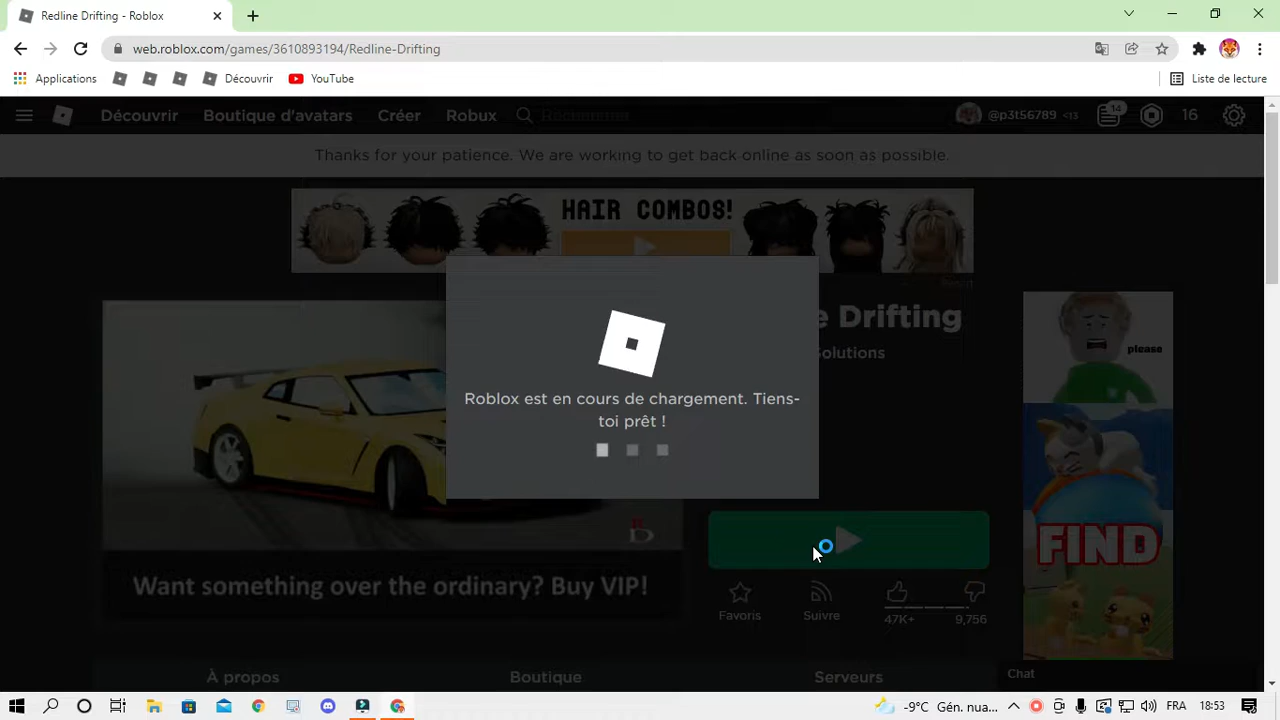 Redline Drifting - Roblox
web.roblox.com/games/3610893194/Redline-Drifting
Applications
Découvrir
YouTube
Liste de lecture
Découvrir
Boutique d'avatars
Créer
Robux
Rechercher
@p3t56789
<13
14
16
Thanks for your patience. We are working to get back online as soon as possible.
HAIR COMBOS!
e Drifting
Solutions
please
Roblox est en cours de chargement. Tiens-
toi prêt !
FIND
Want something over the ordinary? Buy VIP!
Favoris
Suivre
47K+
9,756
À propos
Boutique
Serveurs
Chat
-9°C Gén. nua...
FRA
18:53